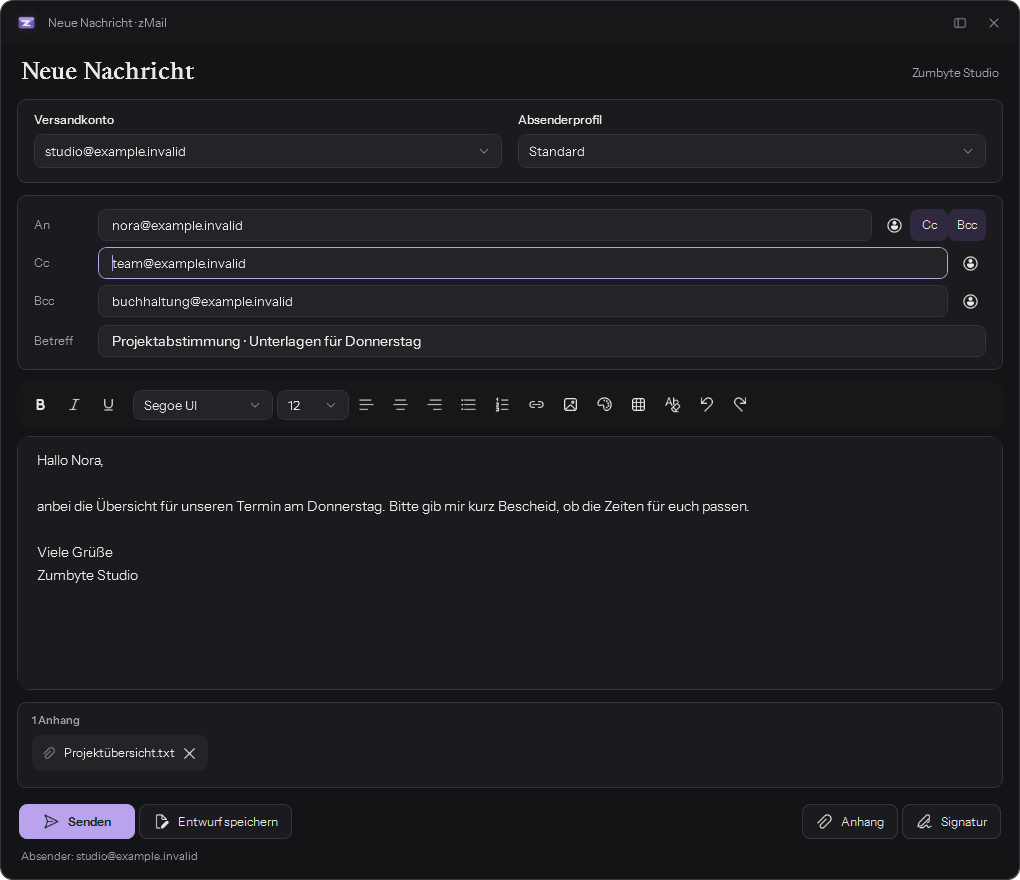 Neue Nachricht · zMail
Neue Nachricht
Zumbyte Studio
Versandkonto
Absenderprofil
studio@example.invalid
Standard
An
nora@example.invalid
Cc
Bcc
Cc
team@example.invalid
Bcc
buchhaltung@example.invalid
Betreff
Projektabstimmung · Unterlagen für Donnerstag
B I U Segoe UI 12
Hallo Nora,
anbei die Übersicht für unseren Termin am Donnerstag. Bitte gib mir kurz Bescheid, ob die Zeiten für euch passen.
Viele Grüße
Zumbyte Studio
1 Anhang
Projektübersicht.txt
Senden
Entwurf speichern
Anhang
Signatur
Absender: studio@example.invalid